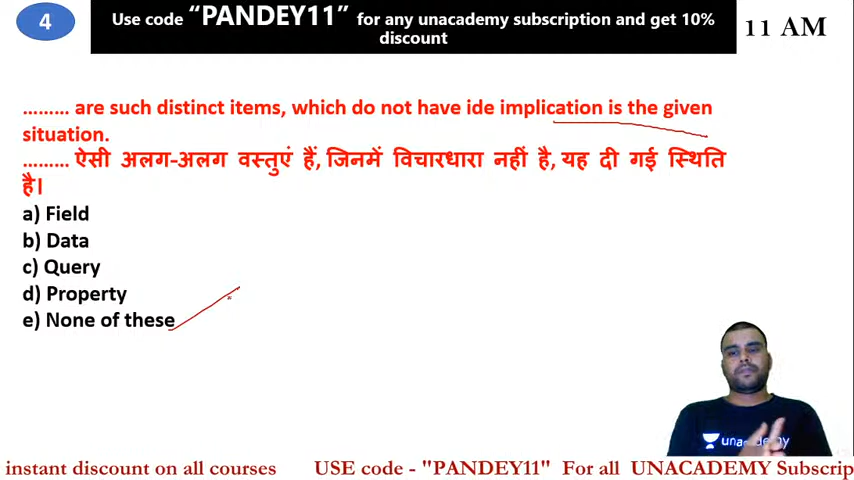 4
Use code “PANDEY11” for any unacademy subscription and get 10%
discount
11 AM
......... are such distinct items, which do not have ide implication is the given
situation.
......... ऐसी अलग-अलग वस्तुएं हैं, जिनमें विचारधारा नहीं है, यह दी गई स्थिति
है।
a) Field
b) Data
c) Query
d) Property
e) None of these
unacademy
instant discount on all courses USE code - "PANDEY11" For all UNACADEMY Subscrip